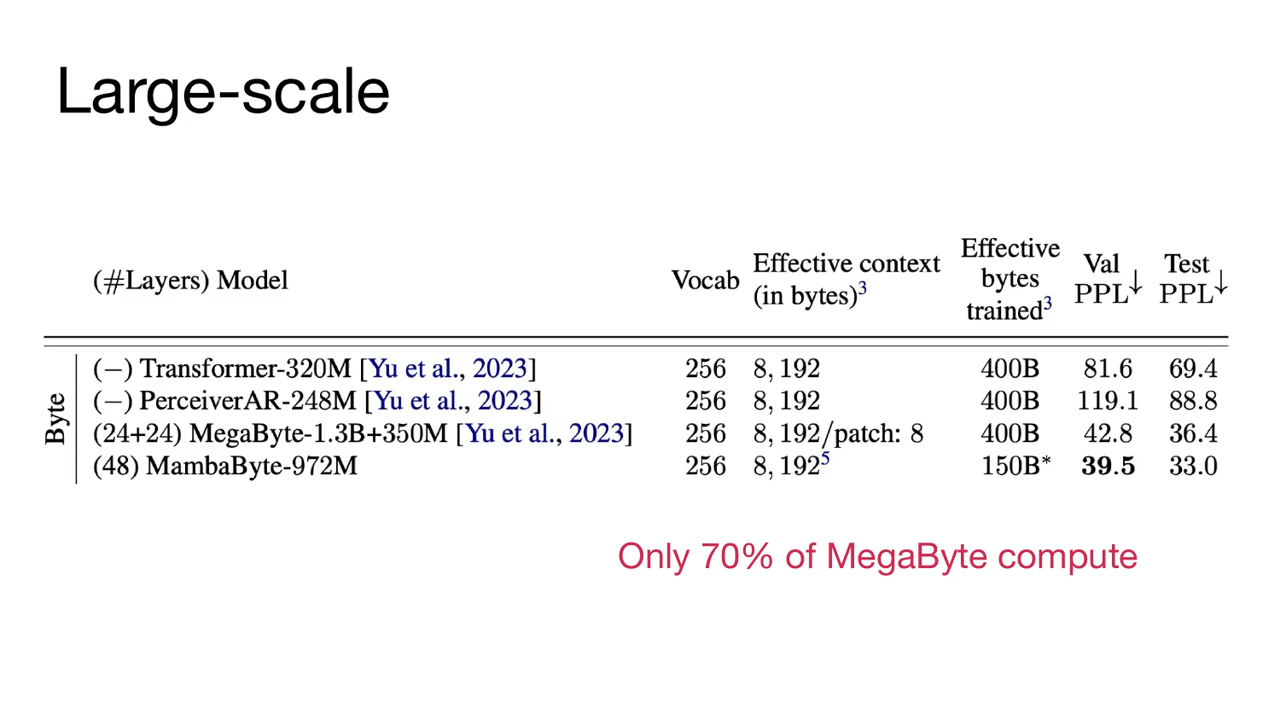 Large-scale
(#Layers) Model Vocab Effective context (in bytes)³ Effective bytes trained³ Val PPL↓ Test PPL↓
Byte
(−) Transformer-320M [Yu et al., 2023] 256 8,192 400B 81.6 69.4
(−) PerceiverAR-248M [Yu et al., 2023] 256 8,192 400B 119.1 88.8
(24+24) MegaByte-1.3B+350M [Yu et al., 2023] 256 8,192/patch: 8 400B 42.8 36.4
(48) MambaByte-972M 256 8,192⁵ 150B* 39.5 33.0
Only 70% of MegaByte compute